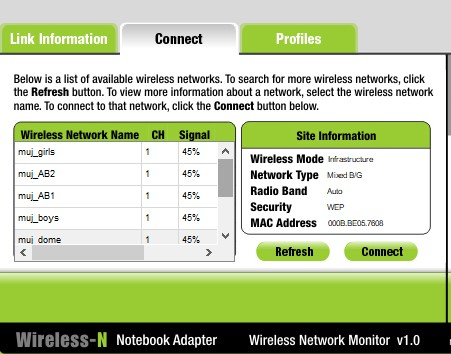 Link Information
Connect
Profiles
Below is a list of available wireless networks. To search for more wireless networks, click
the Refresh button. To view more information about a network, select the wireless network
name. To connect to that network, click the Connect button below.
Wireless Network Name CH Signal
muj_girls 1 45%
muj_AB2 1 45%
muj_AB1 1 45%
muj_boys 1 45%
muj_dome 1 45%
Site Information
Wireless Mode Infrastructure
Network Type Mixed B/G
Radio Band Auto
Security WEP
MAC Address 000B.BE05.7608
Refresh
Connect
Wireless-N Notebook Adapter Wireless Network Monitor v1.0